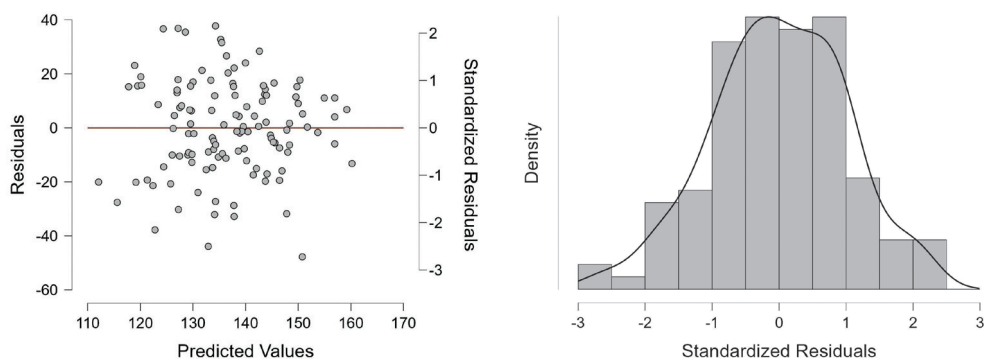 40
20
0
-20
-40
-60
Residuals
2
1
0
-1
-2
-3
Standardized Residuals
110 120 130 140 150 160 170
Predicted Values
Density
-3 -2 -1 0 1 2 3
Standardized Residuals